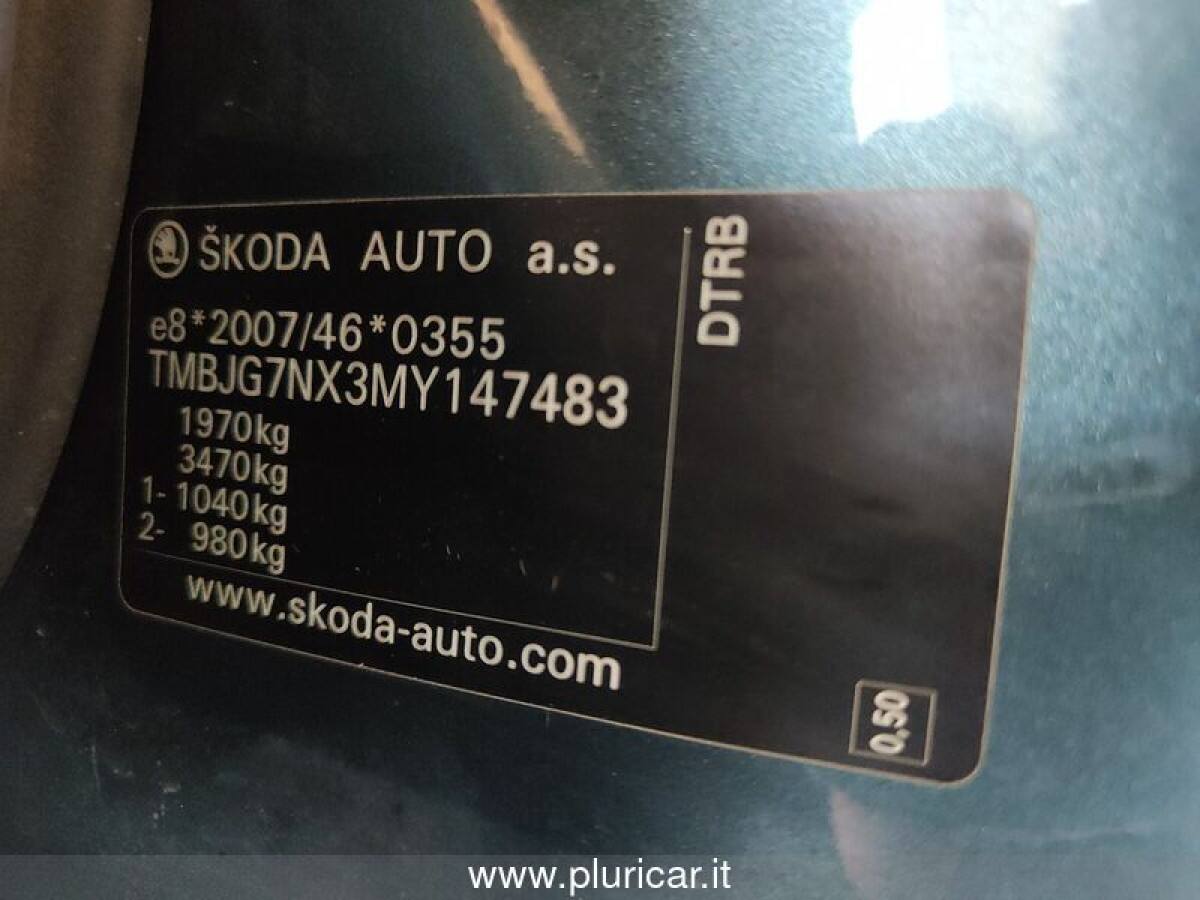 ŠKODA AUTO a.s.
e8*2007/46*0355
TMBJG7NX3MY147483
1970kg
3470kg
1- 1040kg
2- 980kg
www.skoda-auto.com
DTRB
0,50
www.pluricar.it